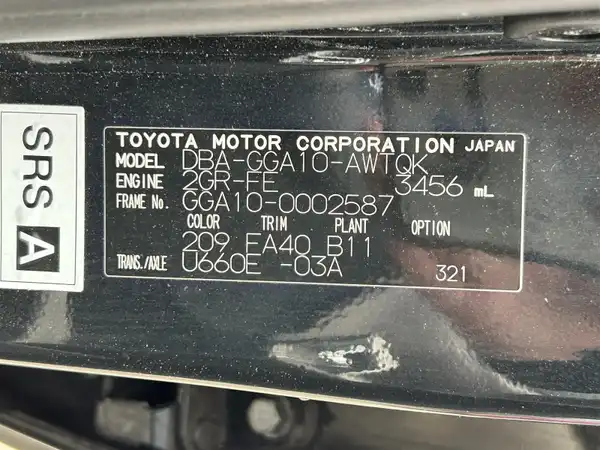 SRS A
TOYOTA MOTOR CORPORATION JAPAN
MODEL DBA-GGA10-AWTQK
ENGINE 2GR-FE 3456 mL
FRAME No. GGA10-0002587
COLOR TRIM PLANT OPTION
209 EA40 B11
TRANS./AXLE U660E -03A 321